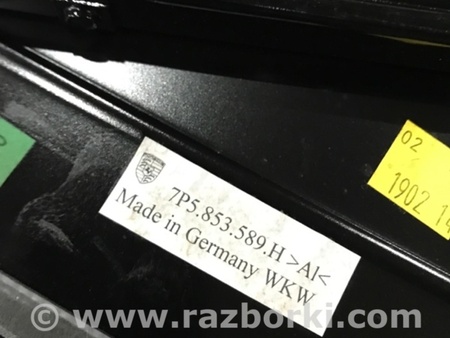 02
1902 14
7P5.853.589.H >Al<
Made in Germany WKW
© www.razborki.com